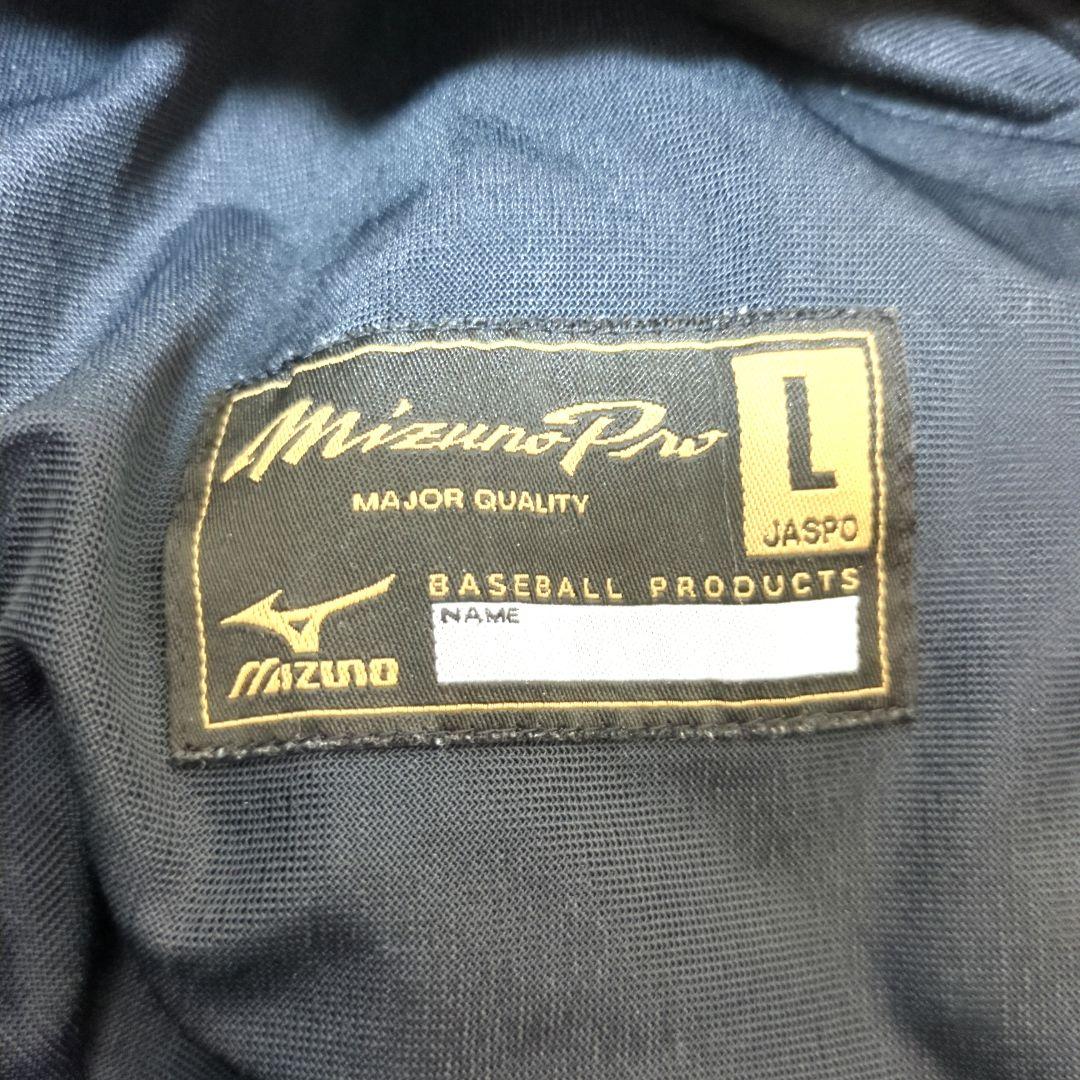 Mizuno Pro
L
MAJOR QUALITY
JASPO
BASEBALL PRODUCTS
NAME
MIZUNO